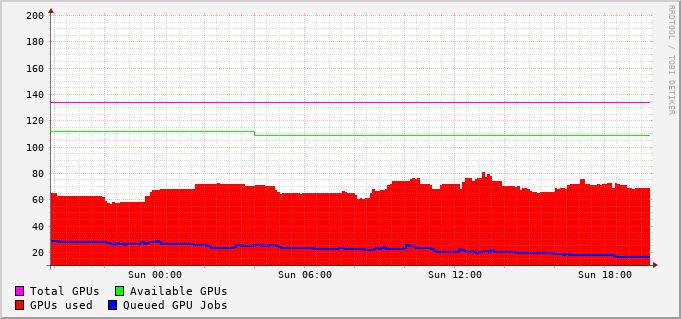 200
180
160
140
120
100
80
60
40
20
Sun 00:00 Sun 06:00 Sun 12:00 Sun 18:00
Total GPUs Available GPUs
GPUs used Queued GPU Jobs
RRDTOOL / TOBI OETIKER